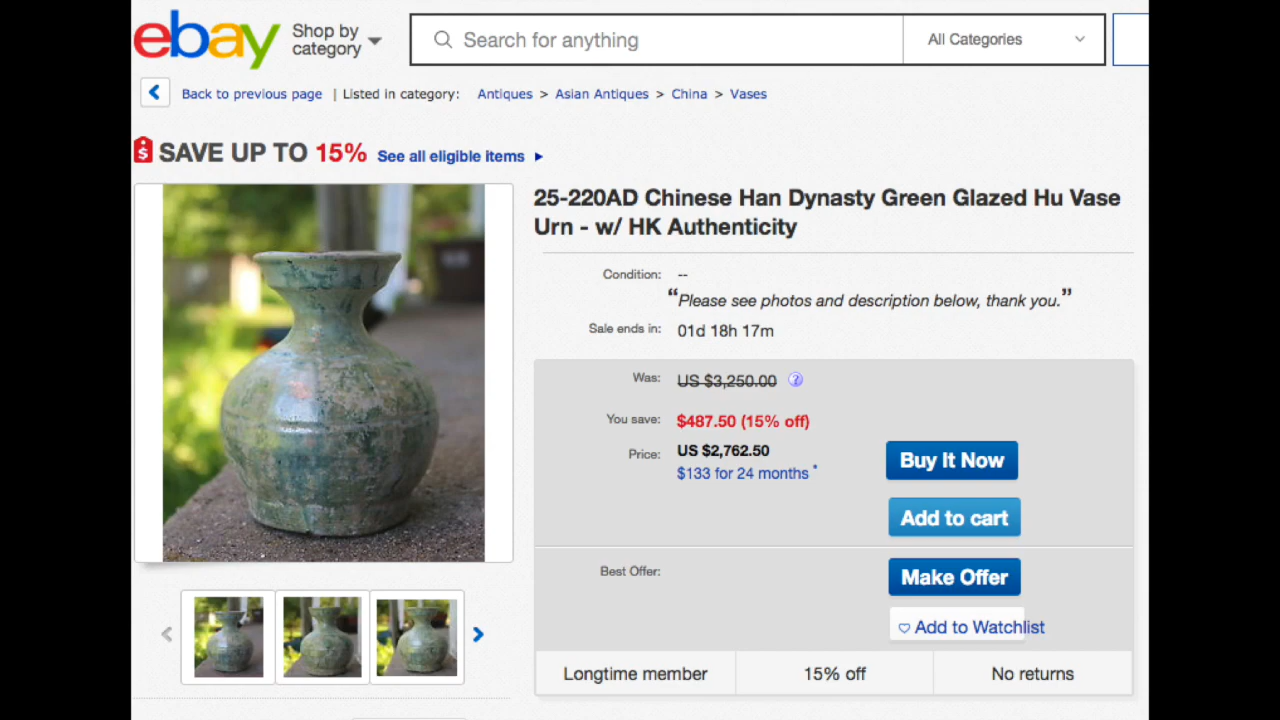 ebay
Shop by
category
Search for anything
All Categories
Back to previous page | Listed in category: Antiques > Asian Antiques > China > Vases
$ SAVE UP TO 15% See all eligible items
25-220AD Chinese Han Dynasty Green Glazed Hu Vase
Urn - w/ HK Authenticity
Condition: --
“Please see photos and description below, thank you.”
Sale ends in: 01d 18h 17m
Was: US $3,250.00 ?
You save: $487.50 (15% off)
Price: US $2,762.50
$133 for 24 months *
Buy It Now
Add to cart
Best Offer:
Make Offer
Add to Watchlist
Longtime member 15% off No returns